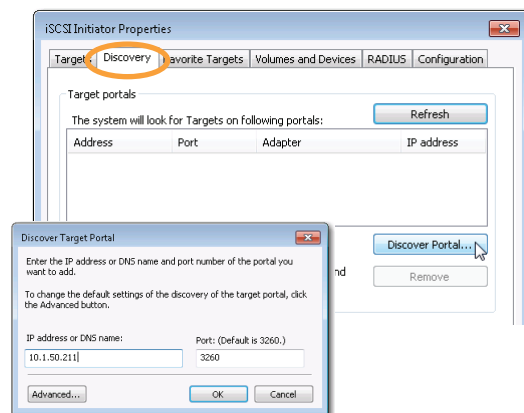 iSCSI Initiator Properties
Targets Discovery Favorite Targets Volumes and Devices RADIUS Configuration
Target portals
The system will look for Targets on following portals:
Refresh
Address Port Adapter IP address
Discover Portal...
Remove
Discover Target Portal
Enter the IP address or DNS name and port number of the portal you
want to add.
To change the default settings of the discovery of the target portal, click
the Advanced button.
IP address or DNS name: Port: (Default is 3260.)
10.1.50.211 3260
Advanced... OK Cancel